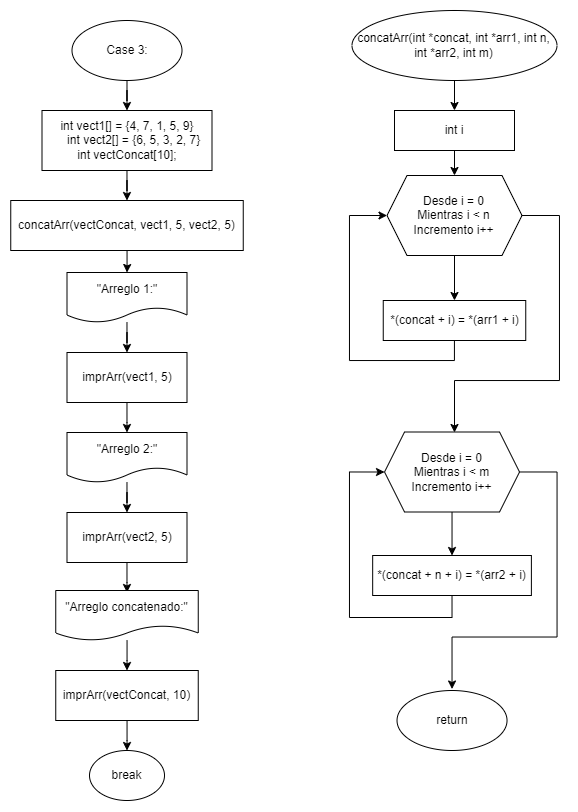 Case 3:
int vect1[] = {4, 7, 1, 5, 9}
int vect2[] = {6, 5, 3, 2, 7}
int vectConcat[10];
concatArr(vectConcat, vect1, 5, vect2, 5)
"Arreglo 1:"
imprArr(vect1, 5)
"Arreglo 2:"
imprArr(vect2, 5)
"Arreglo concatenado:"
imprArr(vectConcat, 10)
break
concatArr(int *concat, int *arr1, int n,
int *arr2, int m)
int i
Desde i = 0
Mientras i < n
Incremento i++
*(concat + i) = *(arr1 + i)
Desde i = 0
Mientras i < m
Incremento i++
*(concat + n + i) = *(arr2 + i)
return